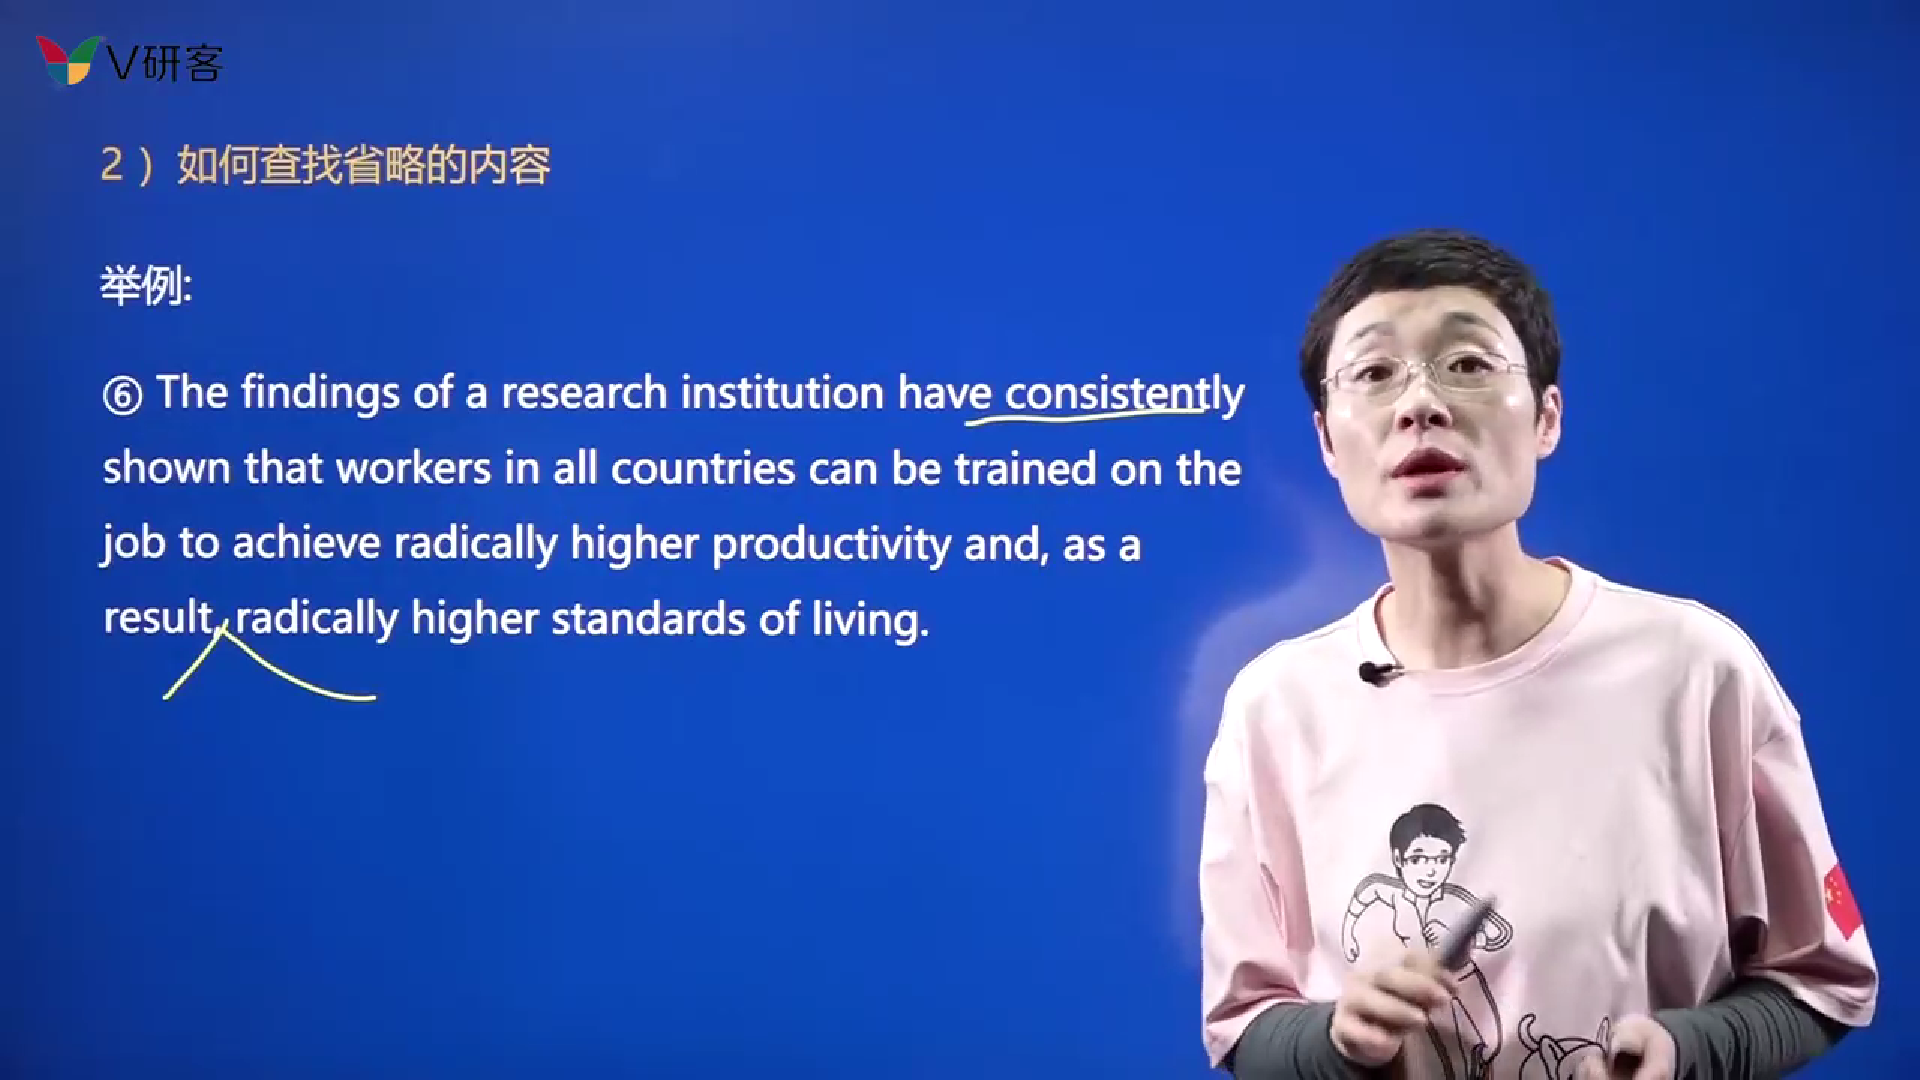 V研客
2）如何查找省略的内容
举例:
⑥ The findings of a research institution have consistently
shown that workers in all countries can be trained on the
job to achieve radically higher productivity and, as a
result, radically higher standards of living.